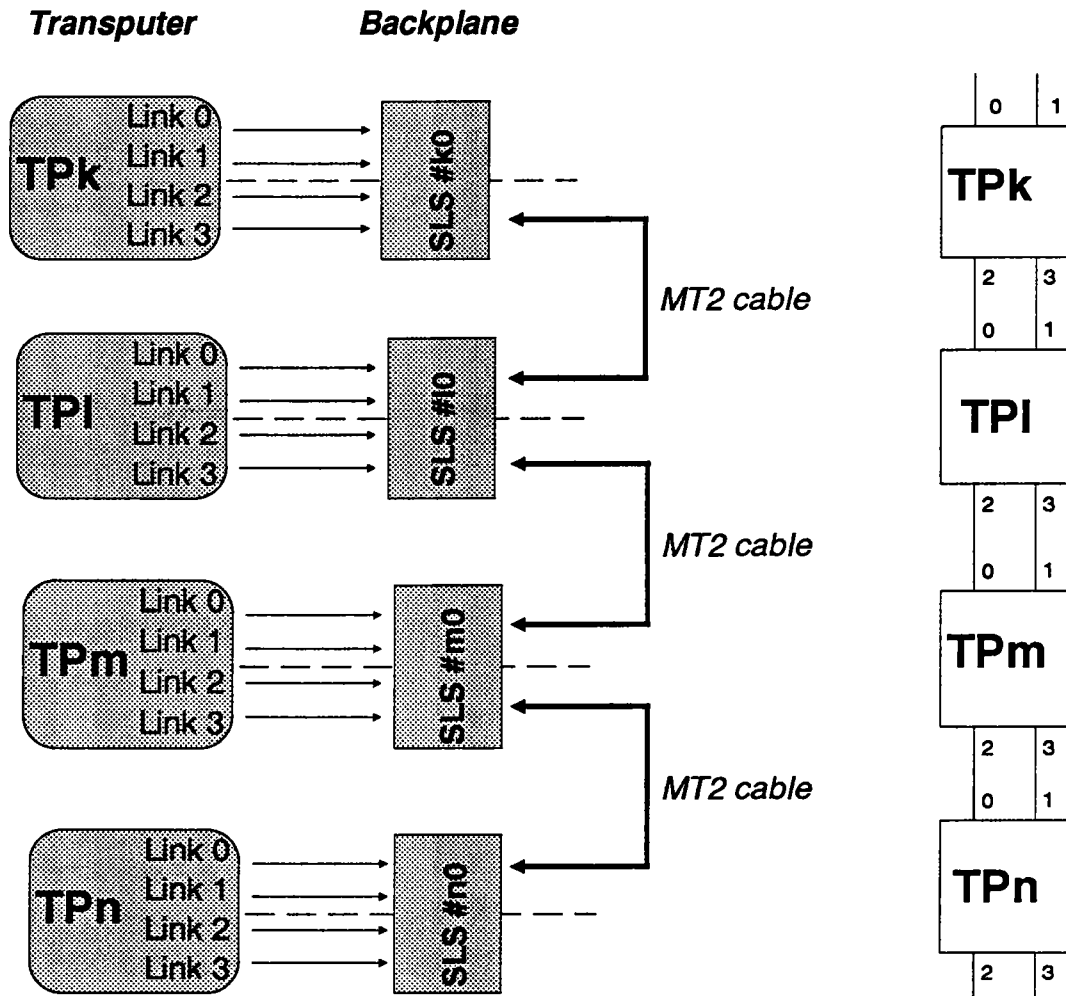 Transputer
Backplane
Link 0
Link 1
TPk
Link 2
Link 3
SLS #k0
MT2 cable
Link 0
Link 1
TPl
Link 2
Link 3
SLS #l0
MT2 cable
Link 0
Link 1
TPm
Link 2
Link 3
SLS #m0
MT2 cable
Link 0
Link 1
TPn
Link 2
Link 3
SLS #n0
0 1
TPk
2 3
0 1
TPl
2 3
0 1
TPm
2 3
0 1
TPn
2 3